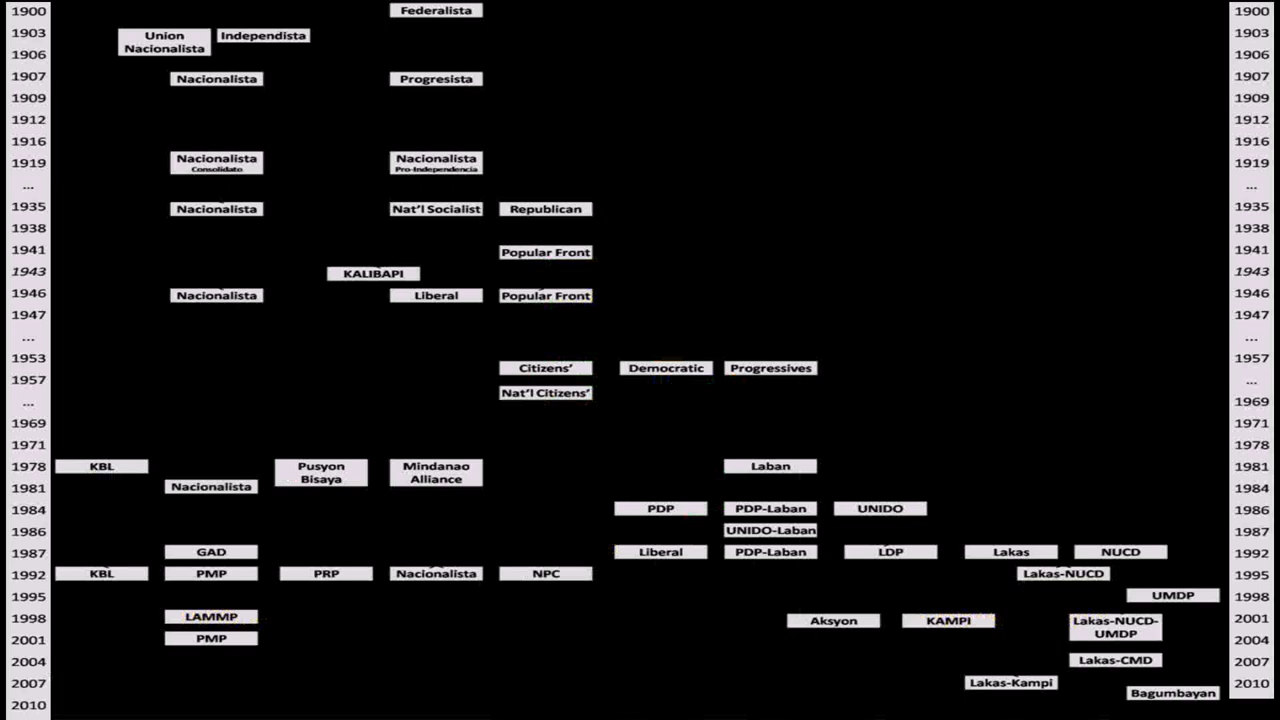 1900 Federalista 1900
1903 Union Independista 1903
Nacionalista
1906 1906
1907 Nacionalista Progresista 1907
1909 1909
1912 1912
1916 1916
1919 Nacionalista Nacionalista 1919
Consolidato Pro-Independencia
... ...
1935 Nacionalista Nat'l Socialist Republican 1935
1938 1938
1941 Popular Front 1941
1943 KALIBAPI 1943
1946 Nacionalista Liberal Popular Front 1946
1947 1947
... ...
1953 Citizens' Democratic Progressives 1957
1957 Nat'l Citizens' ...
... 1969
1969 1971
1971 1978
1978 KBL Pusyon Mindanao Laban 1981
Bisaya Alliance
1981 Nacionalista 1984
1984 PDP PDP-Laban UNIDO 1986
1986 UNIDO-Laban 1987
1987 GAD Liberal PDP-Laban LDP Lakas NUCD 1992
1992 KBL PMP PRP Nacionalista NPC Lakas-NUCD 1995
1995 UMDP 1998
1998 LAMMP Aksyon KAMPI Lakas-NUCD- 2001
UMDP
2001 PMP 2004
2004 Lakas-CMD 2007
2007 Lakas-Kampi 2010
Bagumbayan
2010